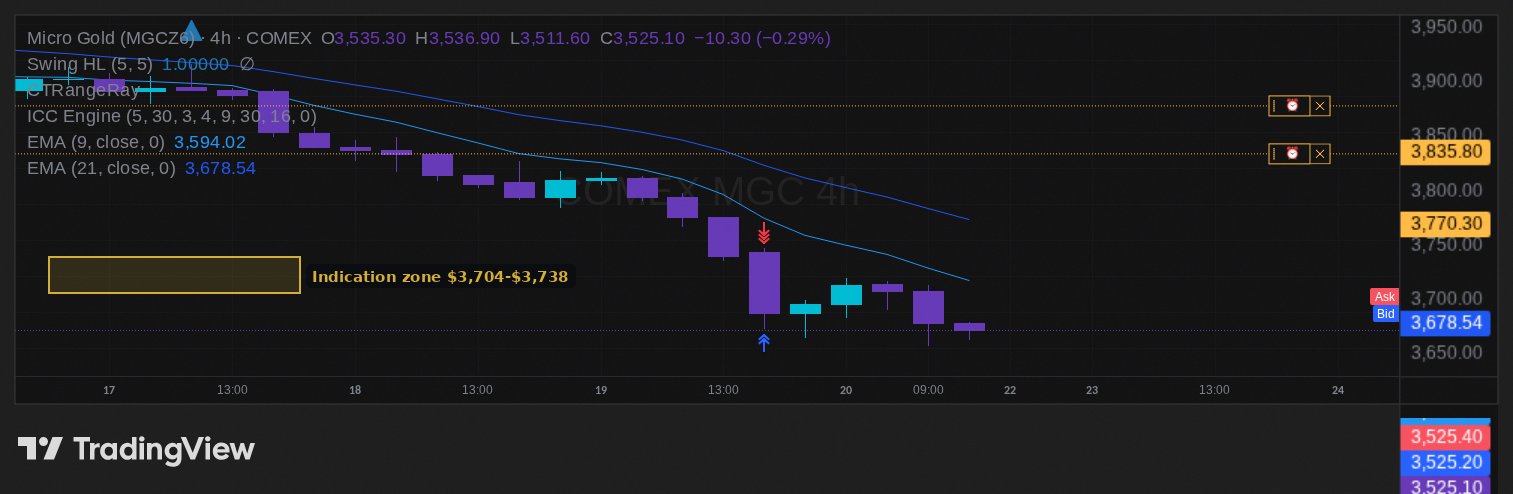 Micro Gold (MGCZ6) · 4h · COMEX O3,535.30 H3,536.90 L3,511.60 C3,525.10 −10.30 (−0.29%)
Swing HL (5, 5) 1.00000 ∅
CTRangeRay
ICC Engine (5, 30, 3, 4, 9, 30, 16, 0)
EMA (9, close, 0) 3,594.02
EMA (21, close, 0) 3,678.54
COMEX MGC 4h
Indication zone $3,704-$3,738
3,950.00
3,900.00
3,850.00
3,835.80
3,800.00
3,770.30
3,750.00
3,700.00
Ask
Bid
3,678.54
3,650.00
17 13:00 18 13:00 19 13:00 20 09:00 22 23 13:00 24
TradingView
3,525.40
3,525.20
3,525.10